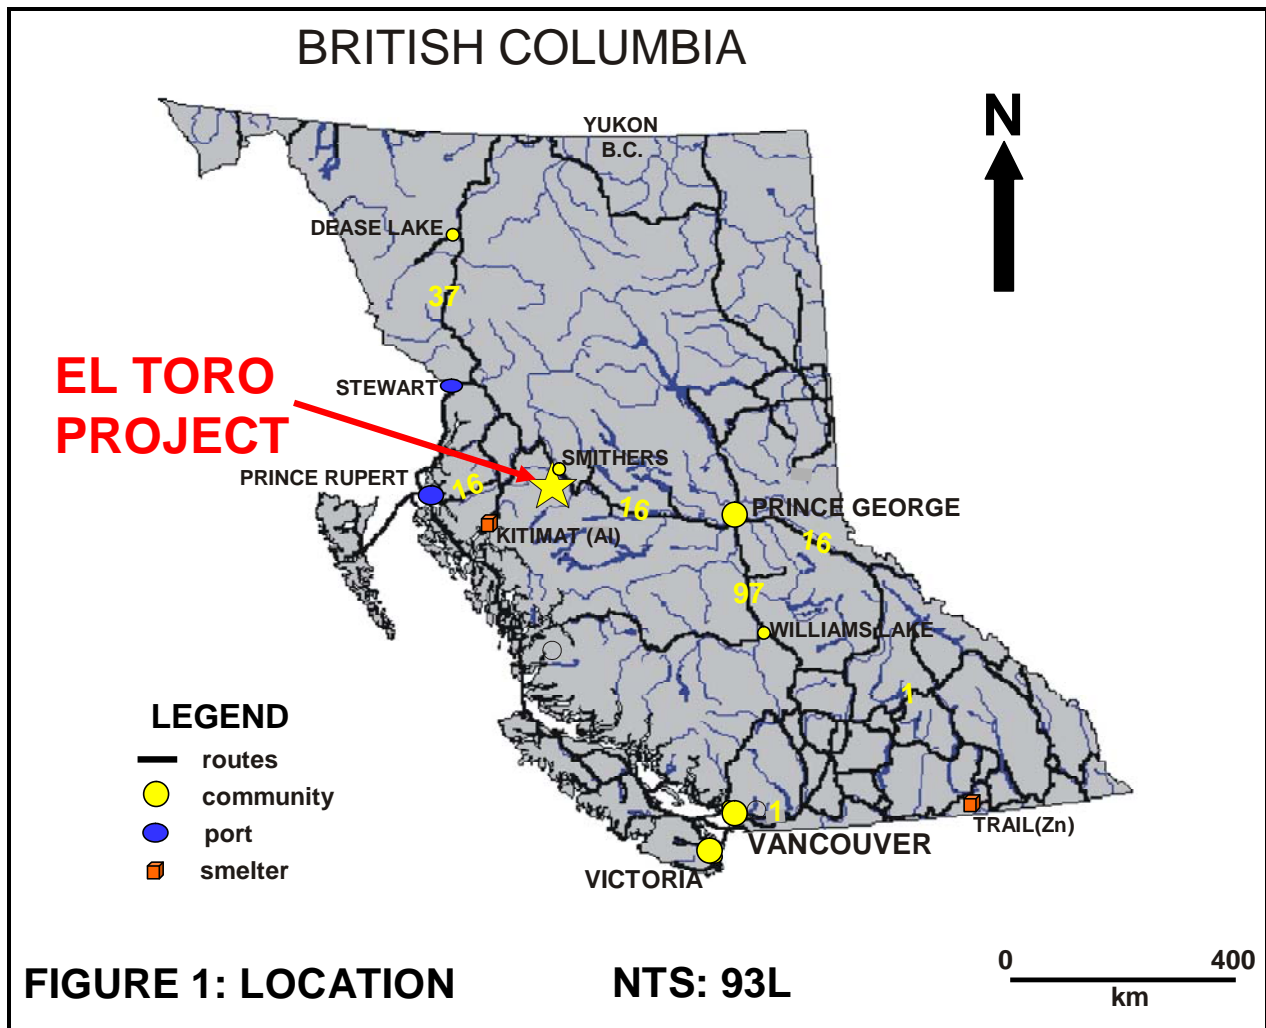 BRITISH COLUMBIA
N
YUKON
B.C.
DEASE LAKE
37
EL TORO
PROJECT
STEWART
SMITHERS
PRINCE RUPERT
16
16
PRINCE GEORGE
KITIMAT (Al)
16
97
WILLIAMS LAKE
1
LEGEND
routes
community
port
smelter
1
TRAIL(Zn)
VANCOUVER
VICTORIA
FIGURE 1: LOCATION
NTS: 93L
0 400
km